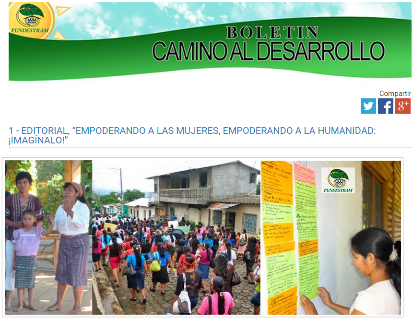 FUNDESTRAM
BOLETIN
CAMINO AL DESARROLLO
Compartir
1 - EDITORIAL, “EMPODERANDO A LAS MUJERES, EMPODERANDO A LA HUMANIDAD:
¡IMAGÍNALO!”
FUNDESTRAM